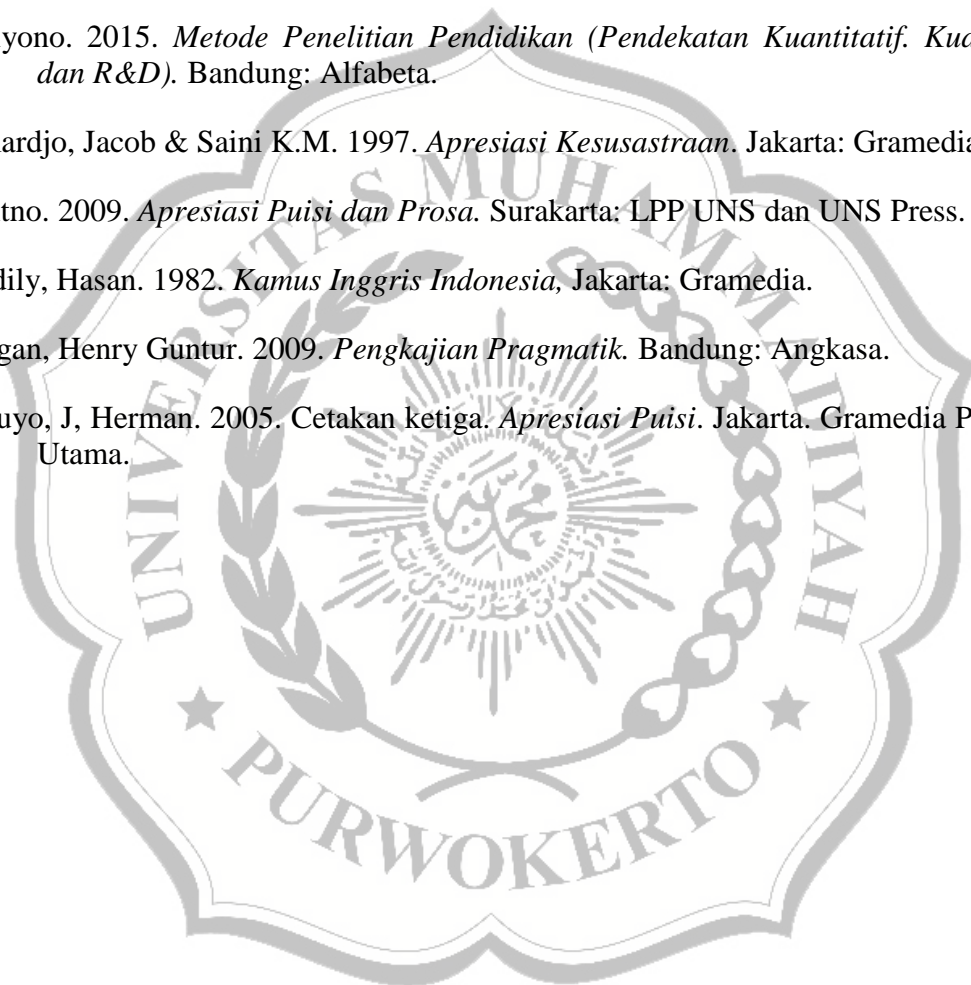 yono. 2015. Metode Penelitian Pendidikan (Pendekatan Kuantitatif. Kua
dan R&D). Bandung: Alfabeta.
ardjo, Jacob & Saini K.M. 1997. Apresiasi Kesusastraan. Jakarta: Gramedia
tno. 2009. Apresiasi Puisi dan Prosa. Surakarta: LPP UNS dan UNS Press.
dily, Hasan. 1982. Kamus Inggris Indonesia, Jakarta: Gramedia.
gan, Henry Guntur. 2009. Pengkajian Pragmatik. Bandung: Angkasa.
uyo, J, Herman. 2005. Cetakan ketiga. Apresiasi Puisi. Jakarta. Gramedia P
Utama.
UNIVERSITAS MUHAMMADIYAH
PURWOKERTO